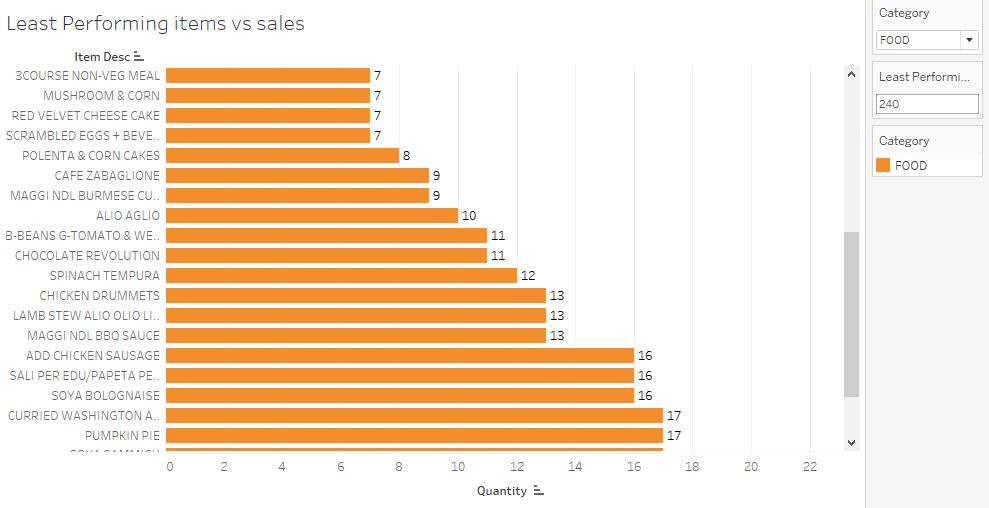 Least Performing items vs sales
Item Desc
3COURSE NON-VEG MEAL 7
MUSHROOM & CORN 7
RED VELVET CHEESE CAKE 7
SCRAMBLED EGGS + BEVE.. 7
POLENTA & CORN CAKES 8
CAFE ZABAGLIONE 9
MAGGI NDL BURMESE CU.. 9
ALIO AGLIO 10
B-BEANS G-TOMATO & WE.. 11
CHOCOLATE REVOLUTION 11
SPINACH TEMPURA 12
CHICKEN DRUMMETS 13
LAMB STEW ALIO OLIO LI.. 13
MAGGI NDL BBQ SAUCE 13
ADD CHICKEN SAUSAGE 16
SALI PER EDU/PAPETA PE.. 16
SOYA BOLOGNAISE 16
CURRIED WASHINGTON A.. 17
PUMPKIN PIE 17
0 2 4 6 8 10 12 14 16 18 20 22
Quantity
Category
FOOD
Least Performi...
240
Category
FOOD